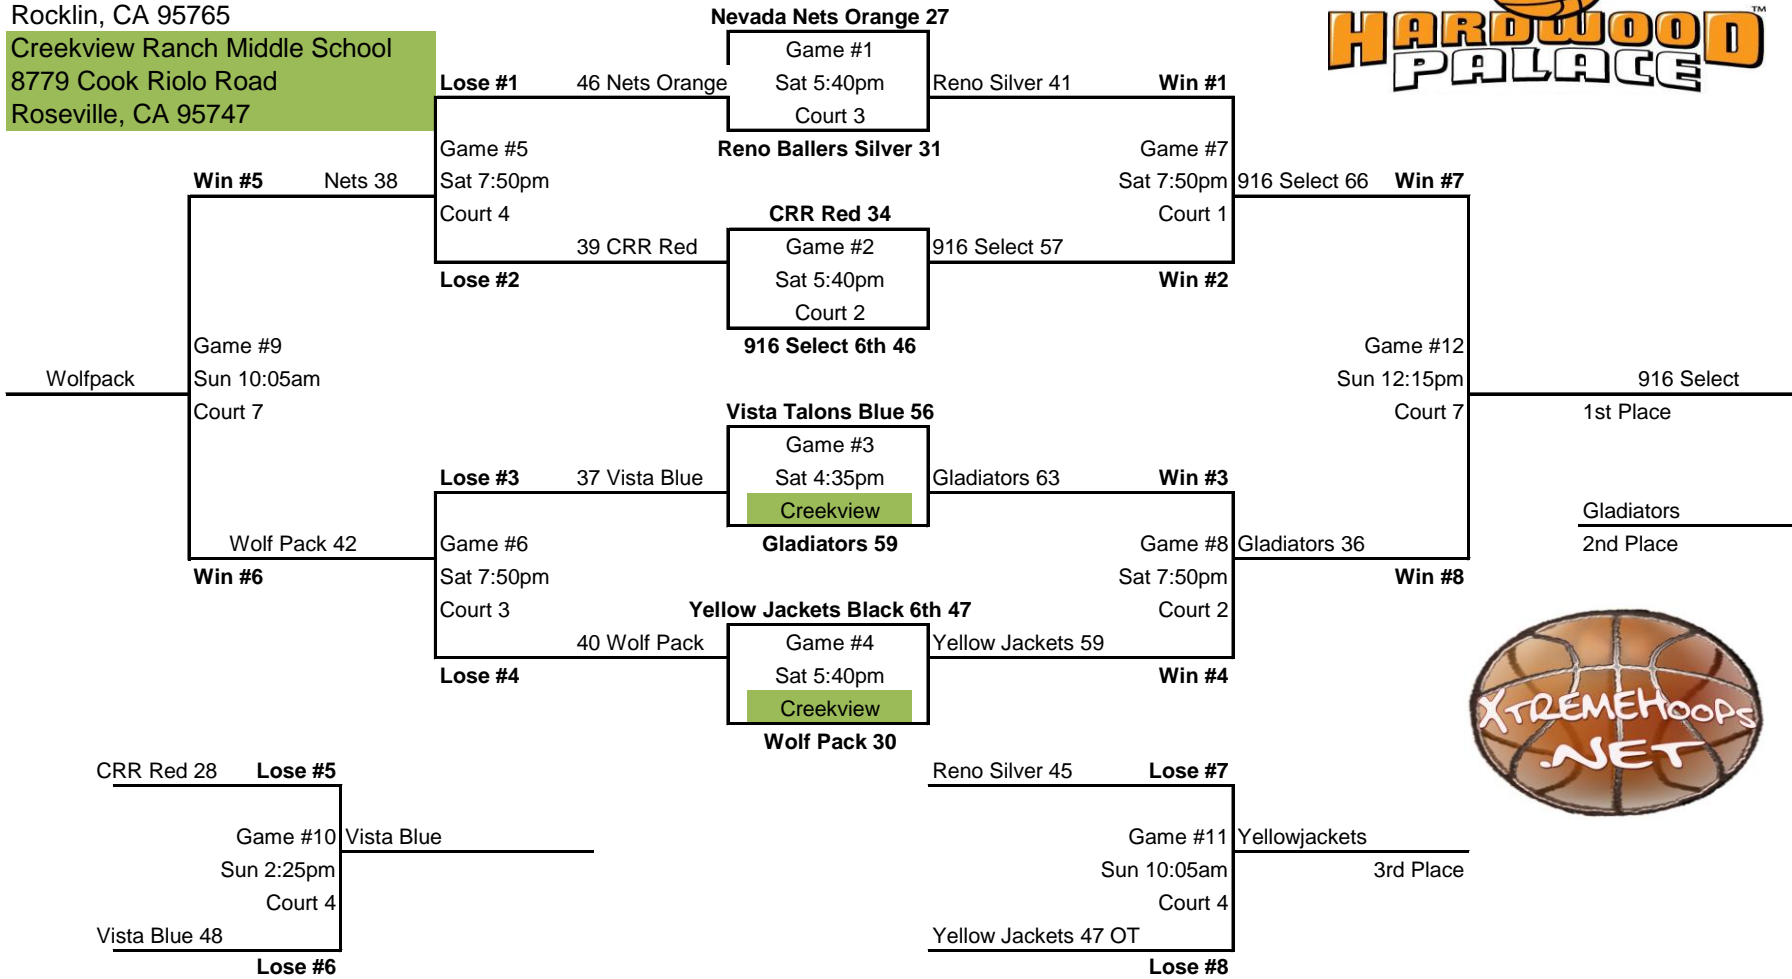 Rocklin, CA 95765
Creekview Ranch Middle School
8779 Cook Riolo Road
Roseville, CA 95747
HARDWOOD
PALACE
TM
Nevada Nets Orange 27
Game #1
Sat 5:40pm
Court 3
Reno Ballers Silver 31
Lose #1
46 Nets Orange
Reno Silver 41
Win #1
Game #5
Sat 7:50pm
Court 4
Game #7
Sat 7:50pm
Court 1
Win #5
Nets 38
916 Select 66
Win #7
CRR Red 34
Game #2
Sat 5:40pm
Court 2
916 Select 6th 46
39 CRR Red
Lose #2
916 Select 57
Win #2
Game #9
Sun 10:05am
Court 7
Wolfpack
Game #12
Sun 12:15pm
Court 7
916 Select
1st Place
Vista Talons Blue 56
Game #3
Sat 4:35pm
Creekview
Gladiators 59
Lose #3
37 Vista Blue
Gladiators 63
Win #3
Gladiators
2nd Place
Wolf Pack 42
Win #6
Game #6
Sat 7:50pm
Court 3
Game #8
Sat 7:50pm
Court 2
Gladiators 36
Win #8
Yellow Jackets Black 6th 47
Game #4
Sat 5:40pm
Creekview
Wolf Pack 30
40 Wolf Pack
Lose #4
Yellow Jackets 59
Win #4
XTREMEHOOPS
.NET
CRR Red 28
Lose #5
Game #10
Sun 2:25pm
Court 4
Vista Blue
Vista Blue 48
Lose #6
Reno Silver 45
Lose #7
Game #11
Sun 10:05am
Court 4
Yellowjackets
3rd Place
Yellow Jackets 47 OT
Lose #8